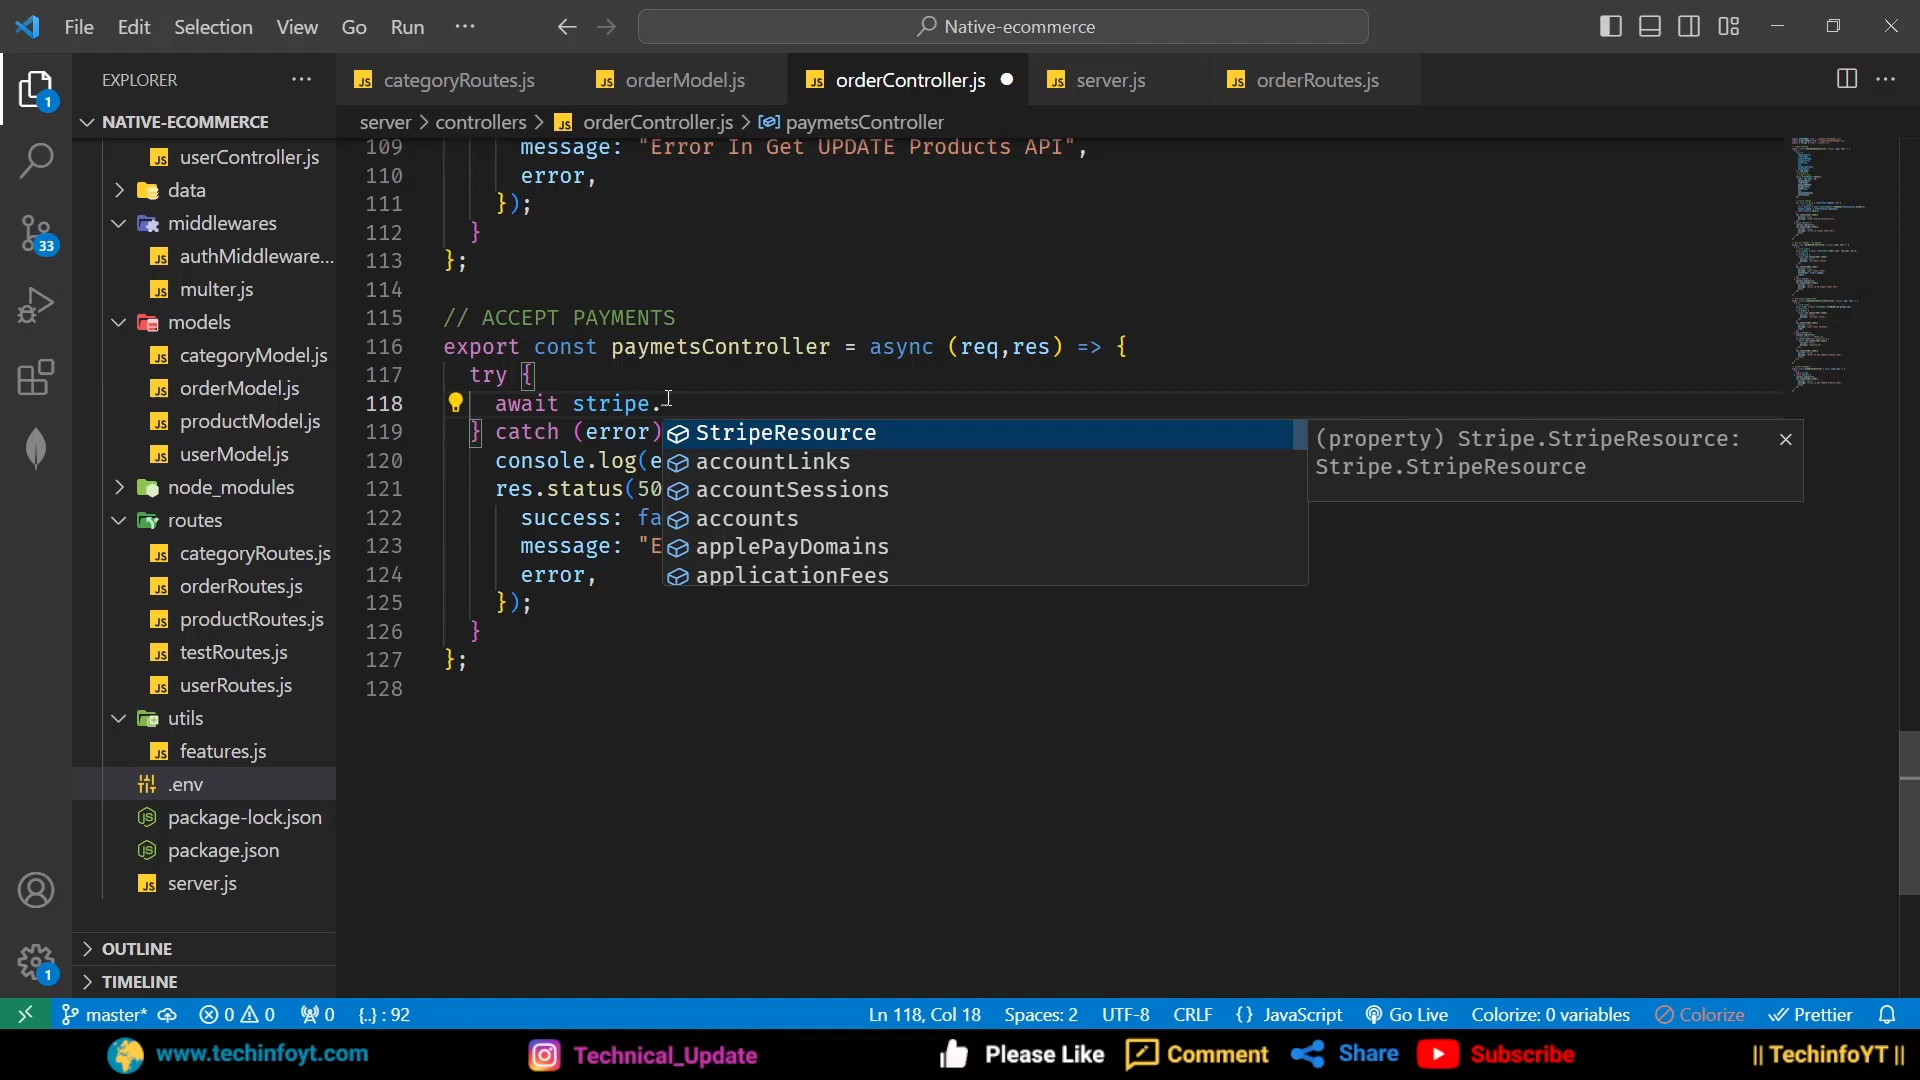 File Edit Selection View Go Run ···
Native-ecommerce
EXPLORER ···
1
categoryRoutes.js
orderModel.js
orderController.js
server.js
orderRoutes.js
NATIVE-ECOMMERCE
server > controllers > orderController.js > paymetsController
userController.js
data
middlewares
33
authMiddleware...
multer.js
models
categoryModel.js
orderModel.js
productModel.js
userModel.js
node_modules
routes
categoryRoutes.js
orderRoutes.js
productRoutes.js
testRoutes.js
userRoutes.js
utils
features.js
.env
package-lock.json
package.json
server.js
OUTLINE
TIMELINE
1
109 message: "Error In Get UPDATE Products API",
110 error,
111 });
112 }
113 };
114
115 // ACCEPT PAYMENTS
116 export const paymetsController = async (req,res) => {
117 try {
118 await stripe.
119 } catch (error)
120 console.log(e
121 res.status(50
122 success: fa
123 message: "E
124 error,
125 });
126 }
127 };
128
StripeResource
accountLinks
accountSessions
accounts
applePayDomains
applicationFees
(property) Stripe.StripeResource:
Stripe.StripeResource
master* 0 0 0 {..} : 92
Ln 118, Col 18 Spaces: 2 UTF-8 CRLF {} JavaScript Go Live Colorize: 0 variables Colorize Prettier
www.techinfoyt.com Technical_Update Please Like Comment Share Subscribe || TechinfoYT ||